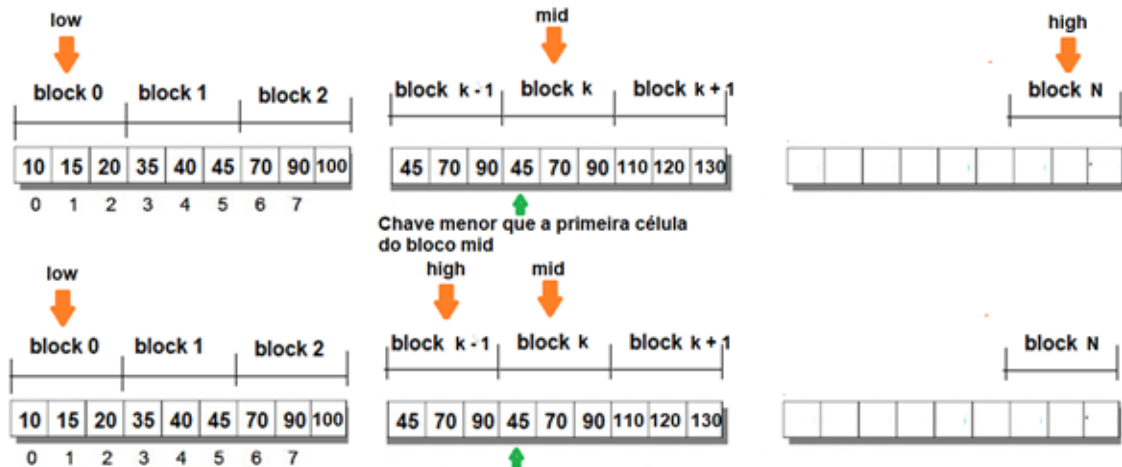 low mid high
block 0 block 1 block 2 block k - 1 block k block k + 1 block N
10 15 20 35 40 45 70 90 100 45 70 90 45 70 90 110 120 130
0 1 2 3 4 5 6 7
Chave menor que a primeira célula
do bloco mid
low high mid
block 0 block 1 block 2 block k - 1 block k block k + 1 block N
10 15 20 35 40 45 70 90 100 45 70 90 45 70 90 110 120 130
0 1 2 3 4 5 6 7